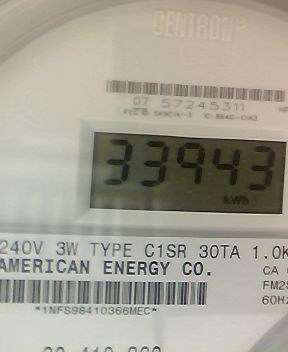 CENTRON®
07 57245311
33943
kWh
240V 3W TYPE C1SR 30TA 1.0K
AMERICAN ENERGY CO.
CA
FM2S
60Hz
*1NFS98410366MEC*